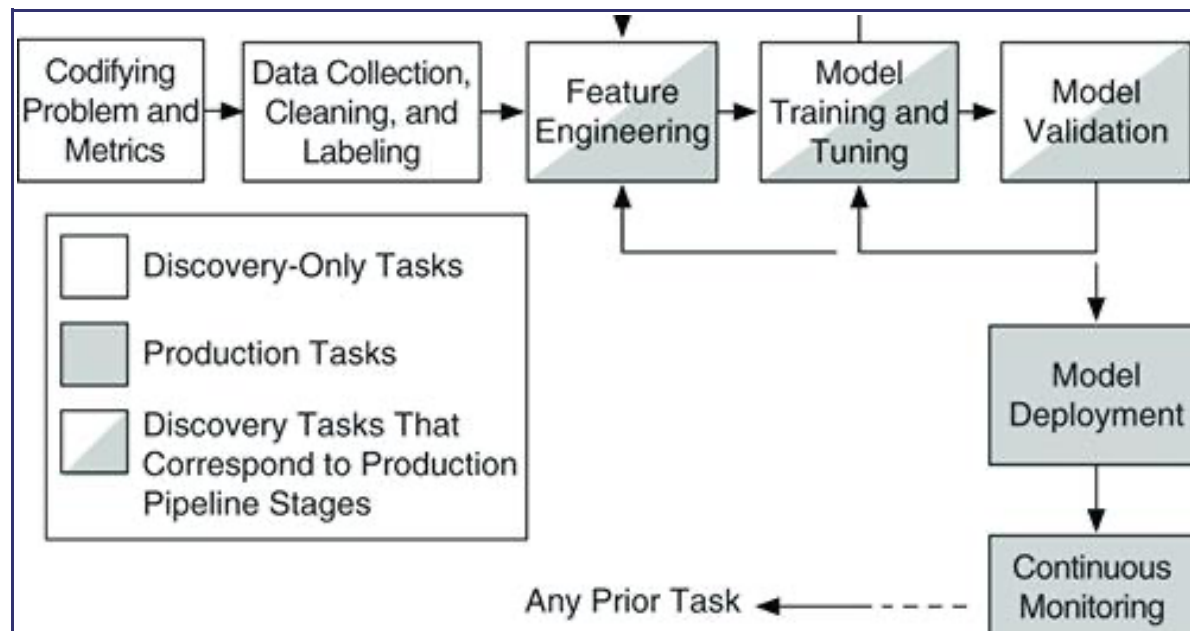 Codifying
Problem and
Metrics
Data Collection,
Cleaning, and
Labeling
Feature
Engineering
Model
Training and
Tuning
Model
Validation
Discovery-Only Tasks
Production Tasks
Discovery Tasks That
Correspond to Production
Pipeline Stages
Model
Deployment
Continuous
Monitoring
Any Prior Task